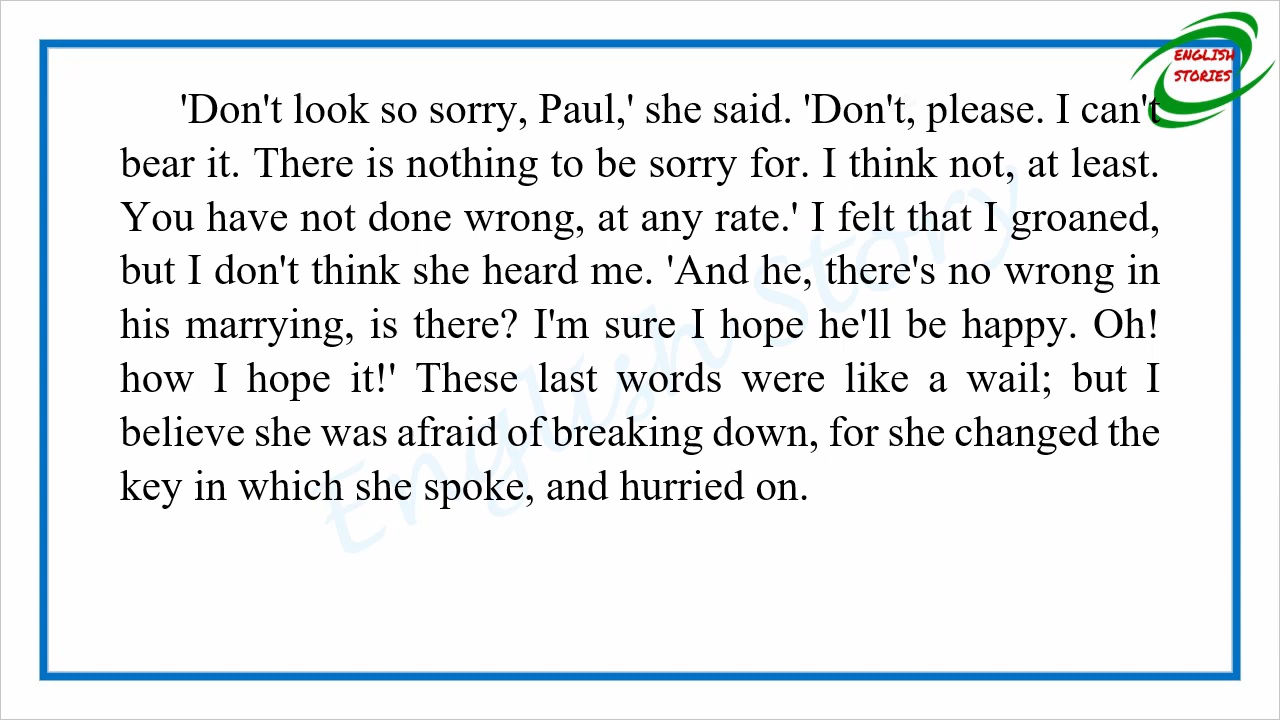 ENGLISH
STORIES
'Don't look so sorry, Paul,' she said. 'Don't, please. I can't
bear it. There is nothing to be sorry for. I think not, at least.
You have not done wrong, at any rate.' I felt that I groaned,
but I don't think she heard me. 'And he, there's no wrong in
his marrying, is there? I'm sure I hope he'll be happy. Oh!
how I hope it!' These last words were like a wail; but I
believe she was afraid of breaking down, for she changed the
key in which she spoke, and hurried on.
English Story